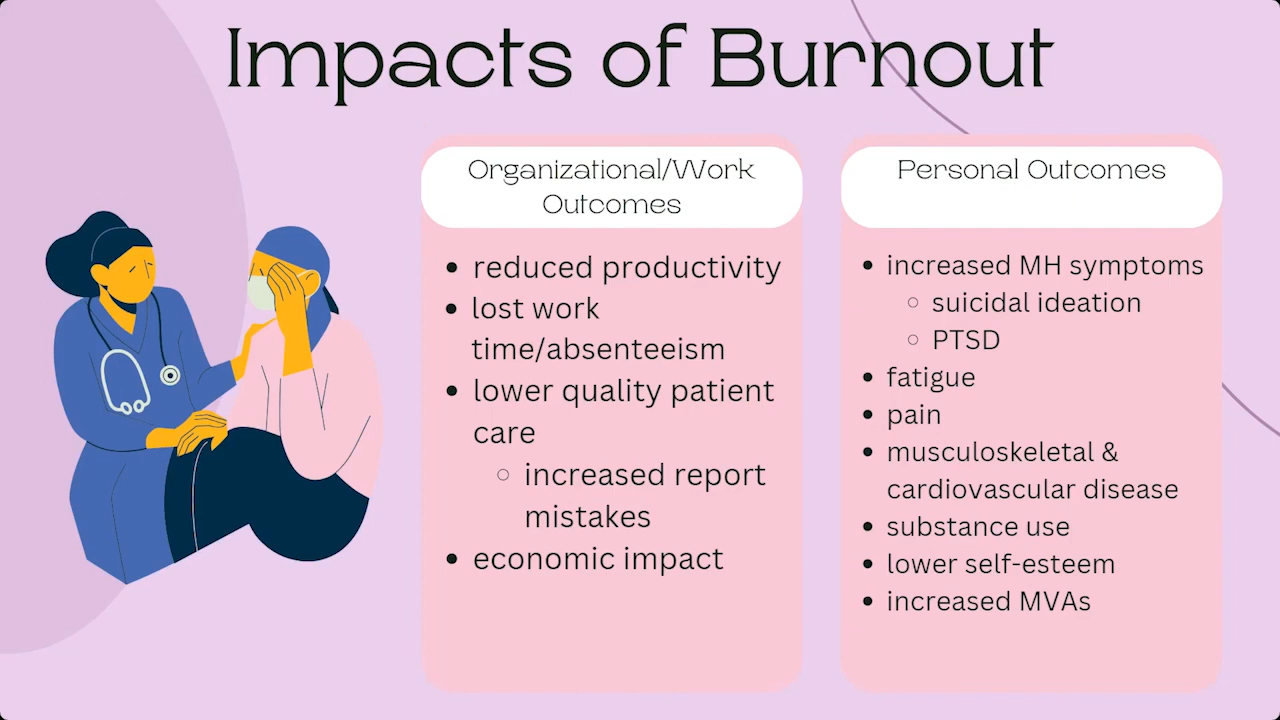 Impacts of Burnout
Organizational/Work
Outcomes
• reduced productivity
• lost work
time/absenteeism
• lower quality patient
care
○ increased report
mistakes
• economic impact
Personal Outcomes
• increased MH symptoms
○ suicidal ideation
○ PTSD
• fatigue
• pain
• musculoskeletal &
cardiovascular disease
• substance use
• lower self-esteem
• increased MVAs